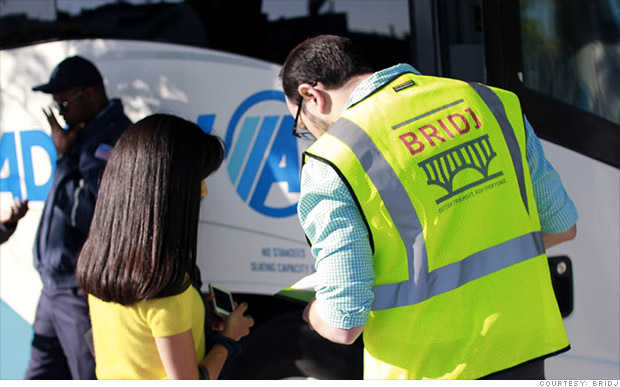 AD
A
BRIDJ
BETTER TRANSIT. FOR EVERYONE
NO STANDEES
SEATING CAPACITY
COURTESY: BRIDJ